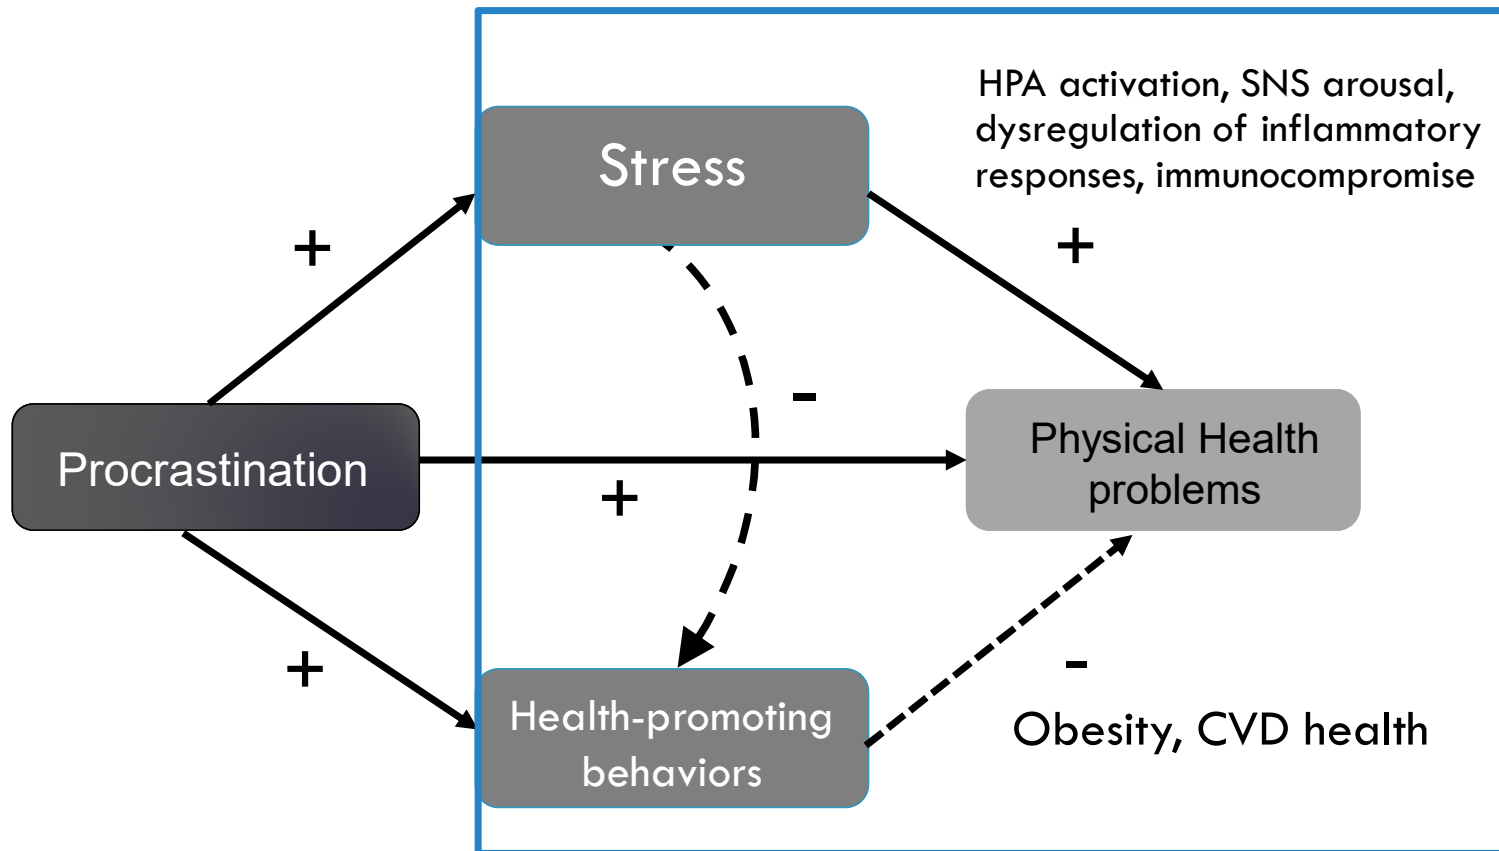 HPA activation, SNS arousal,
dysregulation of inflammatory
responses, immunocompromise
Stress
+
+
-
Procrastination
Physical Health
problems
+
+
-
Health-promoting
behaviors
Obesity, CVD health